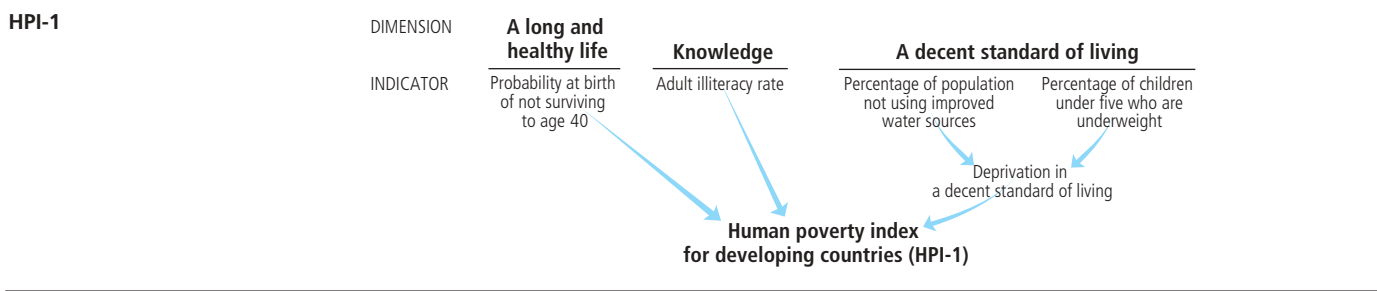 HPI-1
DIMENSION
A long and
healthy life
Knowledge
A decent standard of living
INDICATOR
Probability at birth
of not surviving
to age 40
Adult illiteracy rate
Percentage of population
not using improved
water sources
Percentage of children
under five who are
underweight
Deprivation in
a decent standard of living
Human poverty index
for developing countries (HPI-1)